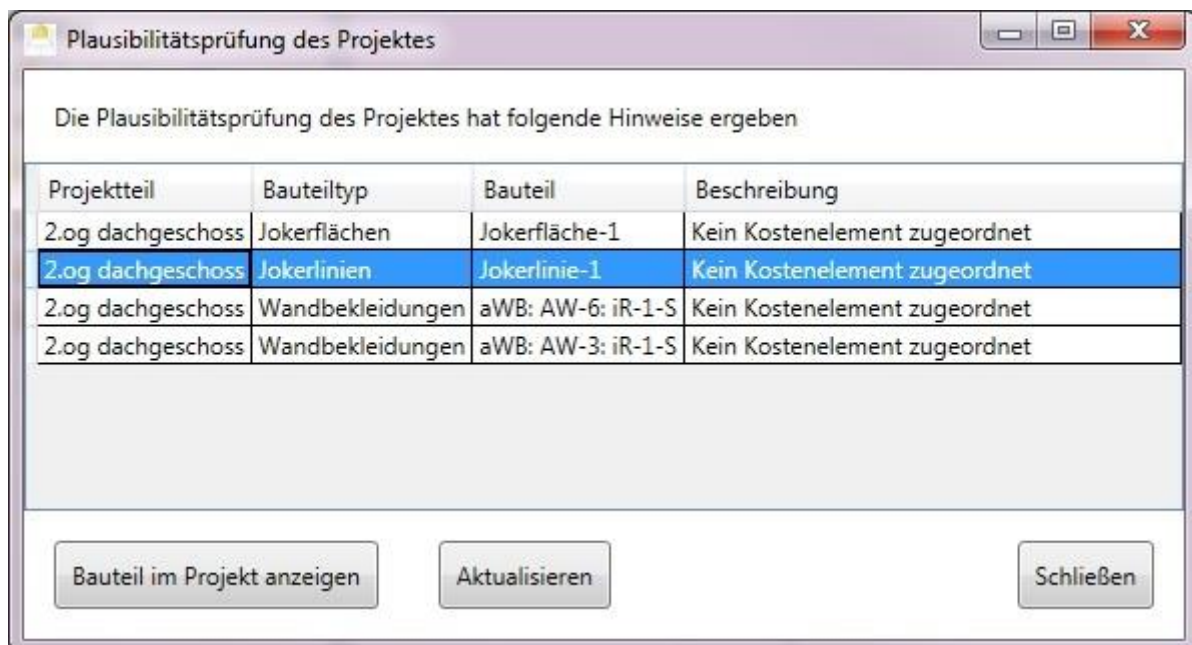 Plausibilitätsprüfung des Projektes
Die Plausibilitätsprüfung des Projektes hat folgende Hinweise ergeben
Projektteil Bauteiltyp Bauteil Beschreibung
2.og dachgeschoss Jokerflächen Jokerfläche-1 Kein Kostenelement zugeordnet
2.og dachgeschoss Jokerlinien Jokerlinie-1 Kein Kostenelement zugeordnet
2.og dachgeschoss Wandbekleidungen aWB: AW-6: iR-1-S Kein Kostenelement zugeordnet
2.og dachgeschoss Wandbekleidungen aWB: AW-3: iR-1-S Kein Kostenelement zugeordnet
Bauteil im Projekt anzeigen Aktualisieren Schließen